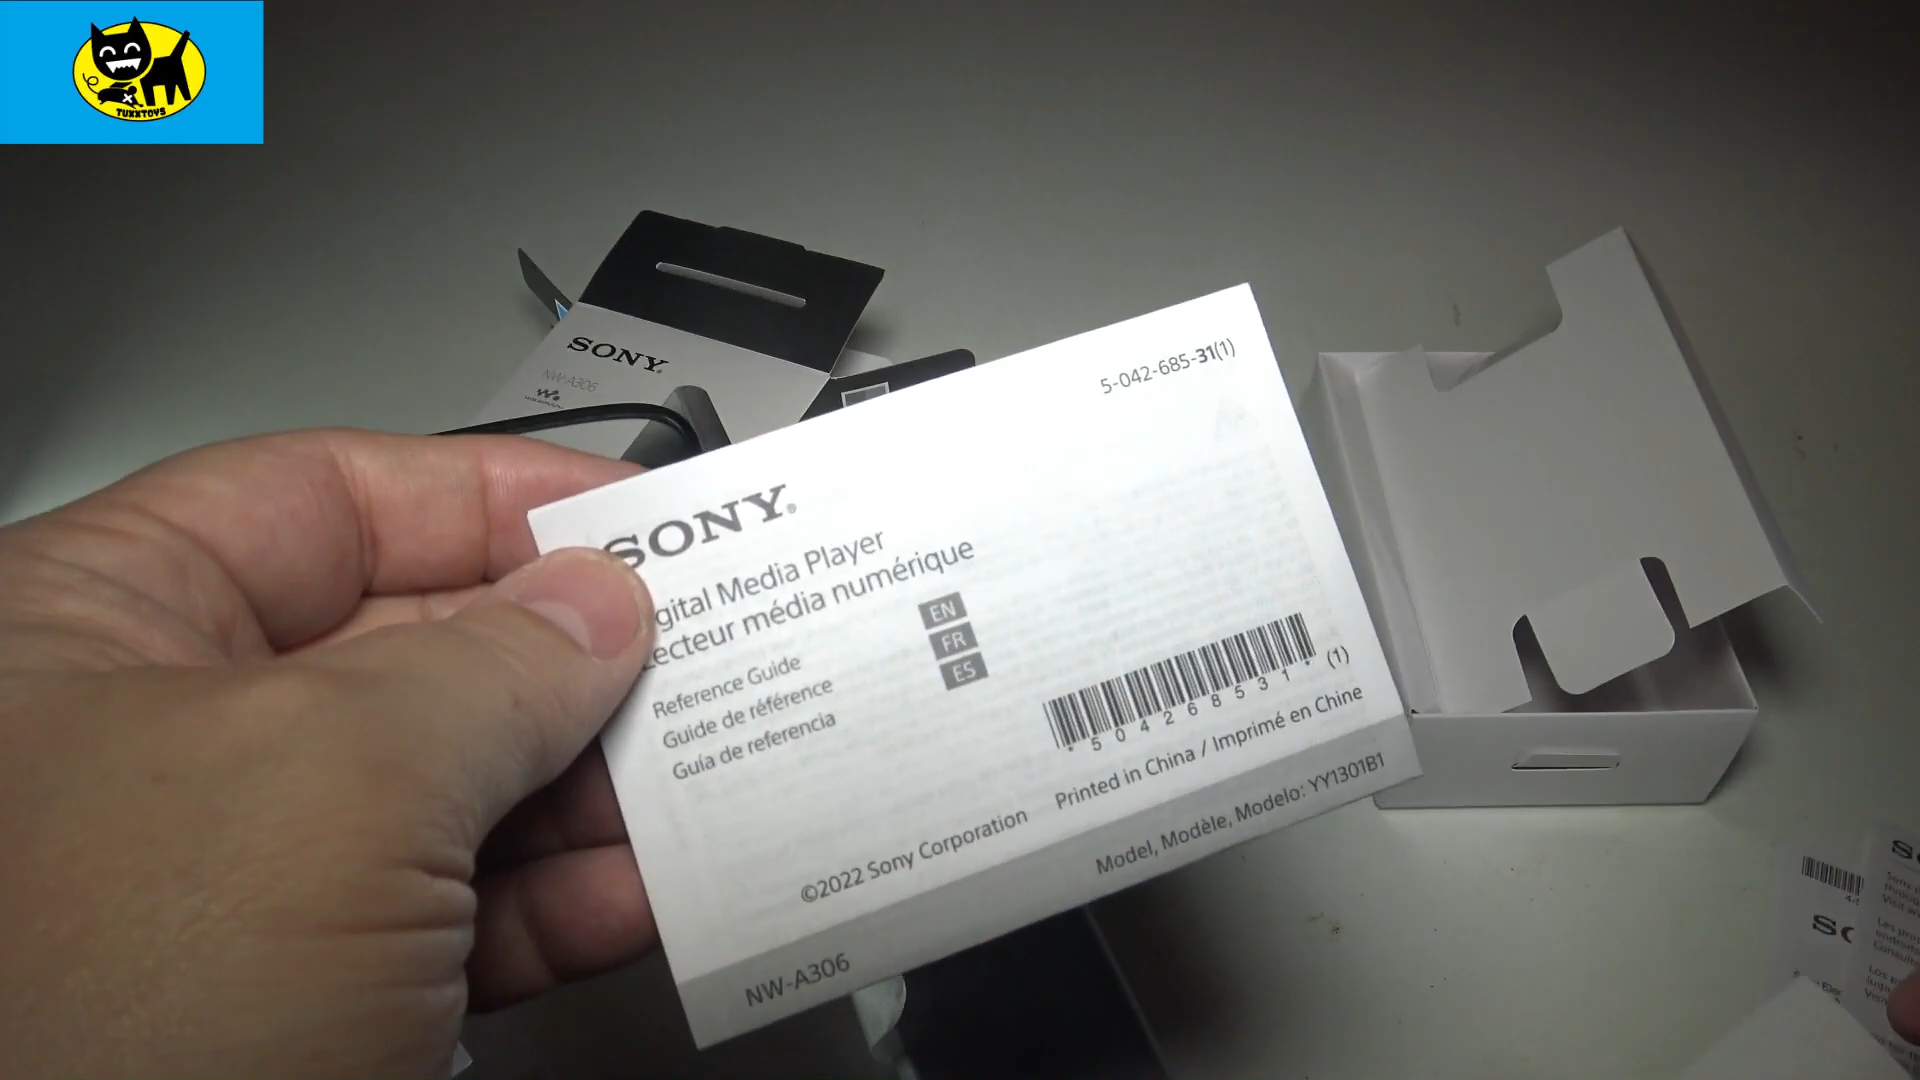 TUXXTOYS
SONY
NW-A306
5-042-685-31(1)
SONY
gital Media Player
Lecteur média numérique
Reference Guide
Guide de référence
Guía de referencia
EN
FR
ES
* 5 0 4 2 6 8 5 3 1 * (1)
©2022 Sony Corporation
Printed in China / Imprimé en Chine
Model, Modèle, Modelo: YY1301B1
NW-A306